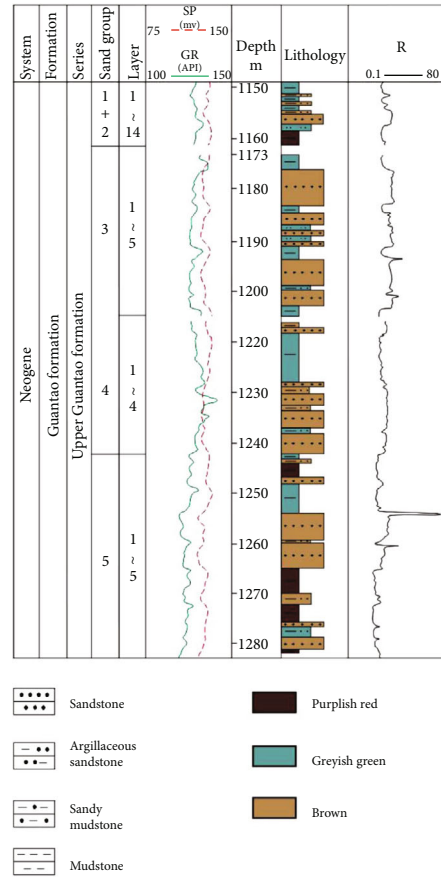 System
Formation
Series
Sand group
Layer
SP
(mv)
75 150
GR
(API)
100 150
Depth
m
Lithology
R
0.1 80
Neogene
Guantao formation
Upper Guantao formation
1
+
2
1
~
14
3
1
~
5
4
1
~
4
5
1
~
5
1150
1160
1173
1180
1190
1200
1220
1230
1240
1250
1260
1270
1280
Sandstone
Argillaceous
sandstone
Sandy
mudstone
Mudstone
Purplish red
Greyish green
Brown